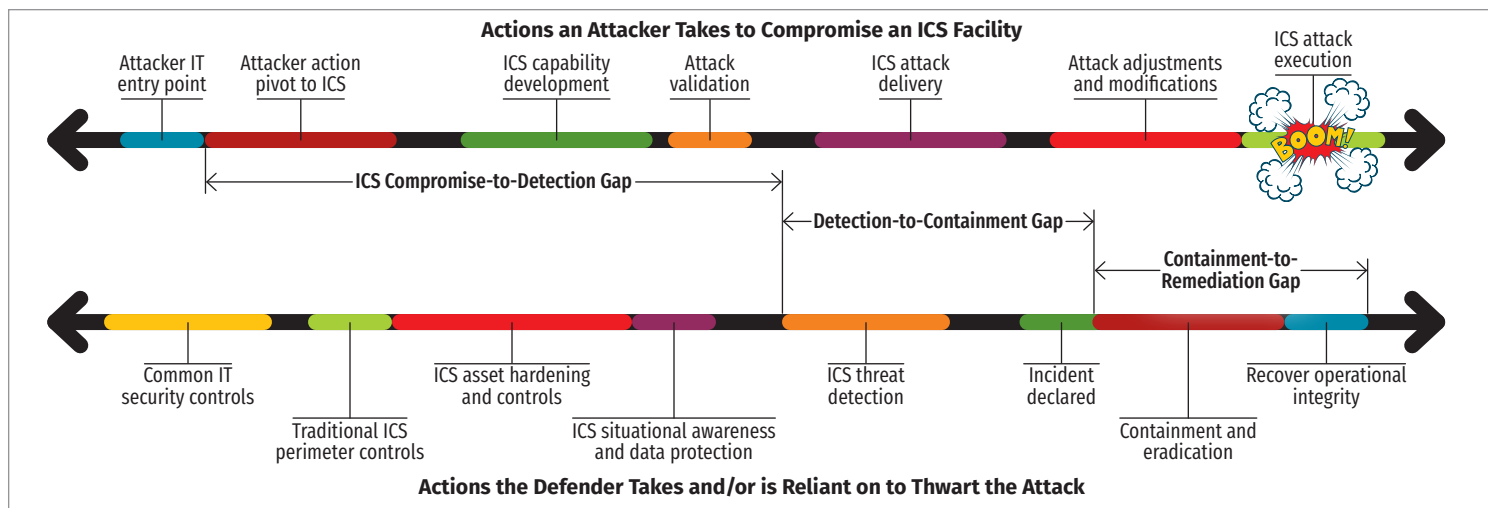 Actions an Attacker Takes to Compromise an ICS Facility
Attacker IT
entry point
Attacker action
pivot to ICS
ICS capability
development
Attack
validation
ICS attack
delivery
Attack adjustments
and modifications
ICS attack
execution
BOOM!
ICS Compromise-to-Detection Gap
Detection-to-Containment Gap
Containment-to-
Remediation Gap
Common IT
security controls
Traditional ICS
perimeter controls
ICS asset hardening
and controls
ICS situational awareness
and data protection
ICS threat
detection
Incident
declared
Containment and
eradication
Recover operational
integrity
Actions the Defender Takes and/or is Reliant on to Thwart the Attack